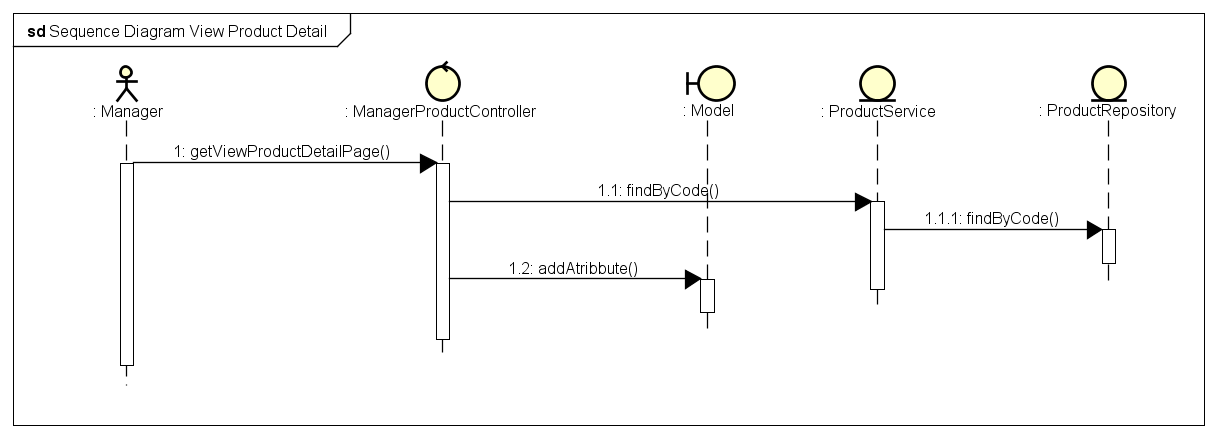 sd Sequence Diagram View Product Detail
: Manager
: ManagerProductController
: Model
: ProductService
: ProductRepository
1: getViewProductDetailPage()
1.1: findByCode()
1.1.1: findByCode()
1.2: addAtribbute()